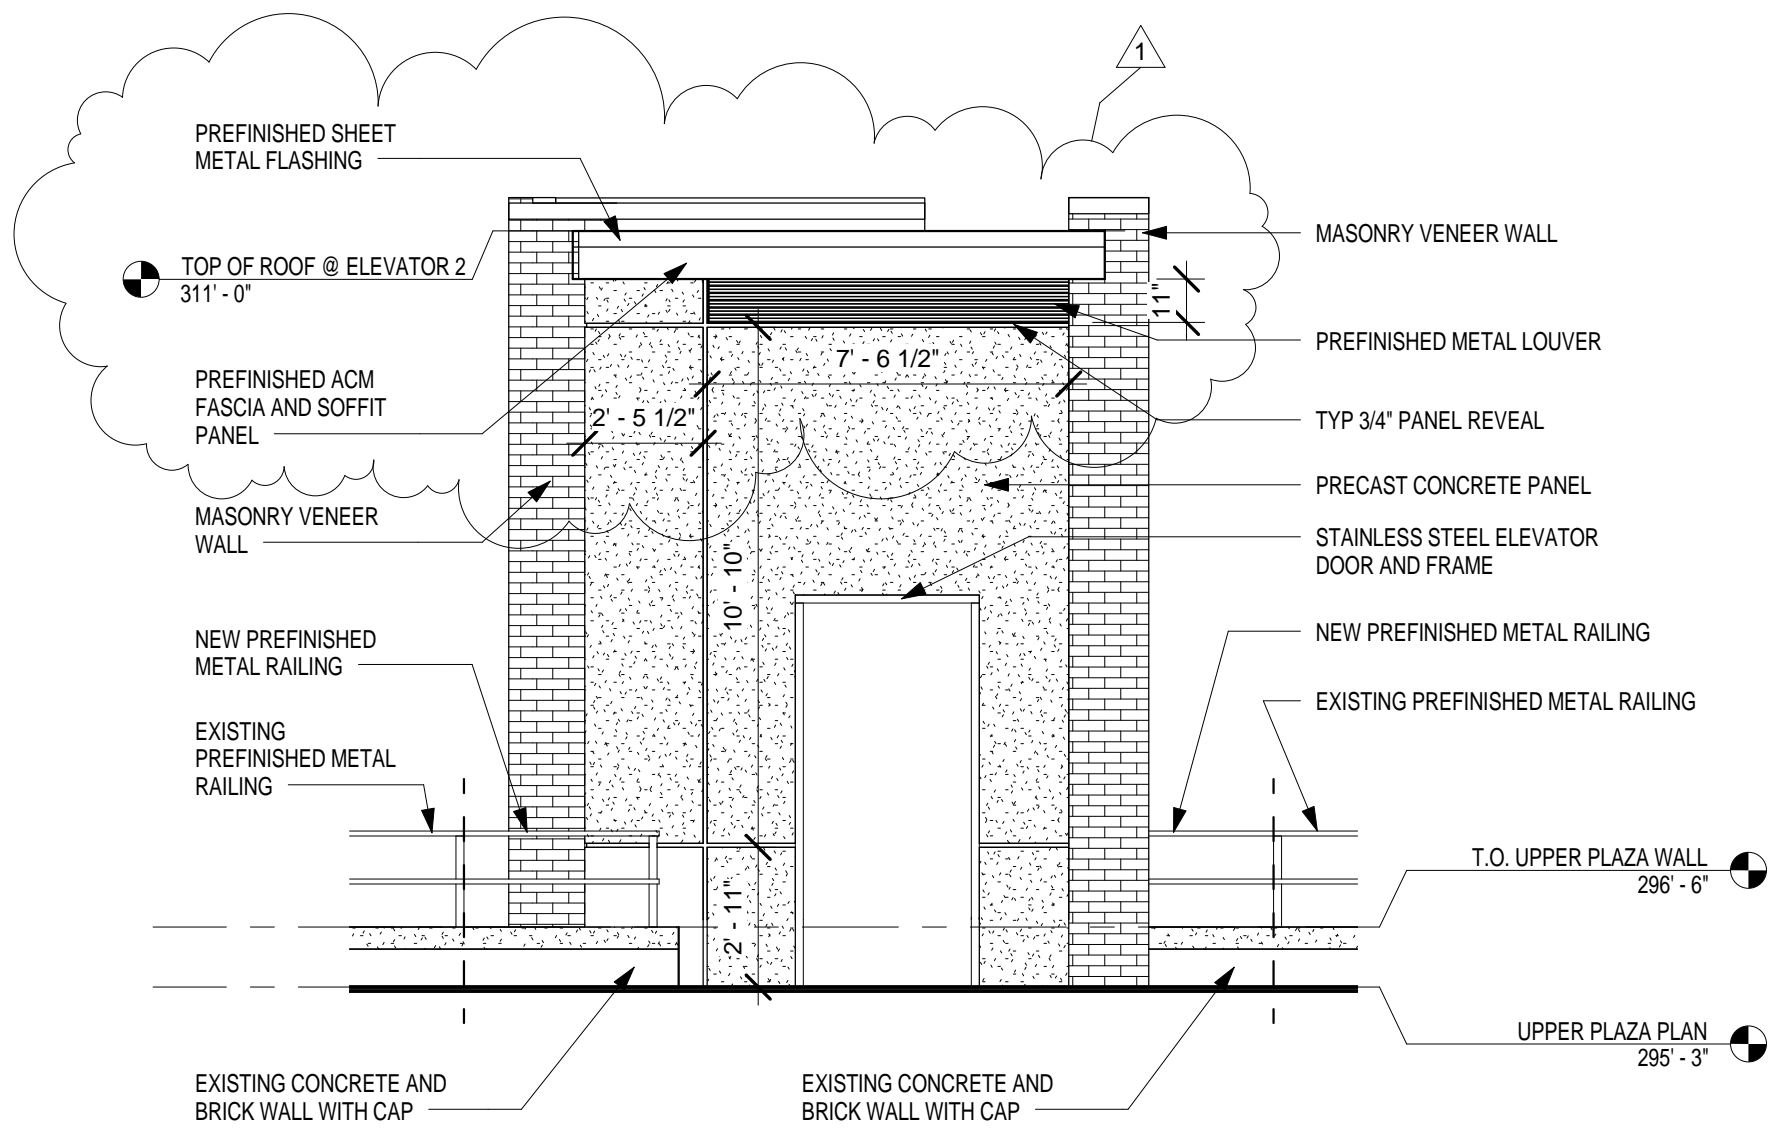 1
PREFINISHED SHEET
METAL FLASHING
TOP OF ROOF @ ELEVATOR 2
311' - 0"
PREFINISHED ACM
FASCIA AND SOFFIT
PANEL
MASONRY VENEER
WALL
NEW PREFINISHED
METAL RAILING
EXISTING
PREFINISHED METAL
RAILING
EXISTING CONCRETE AND
BRICK WALL WITH CAP
11"
7' - 6 1/2"
2' - 5 1/2"
10' - 10"
2' - 11"
EXISTING CONCRETE AND
BRICK WALL WITH CAP
MASONRY VENEER WALL
PREFINISHED METAL LOUVER
TYP 3/4" PANEL REVEAL
PRECAST CONCRETE PANEL
STAINLESS STEEL ELEVATOR
DOOR AND FRAME
NEW PREFINISHED METAL RAILING
EXISTING PREFINISHED METAL RAILING
T.O. UPPER PLAZA WALL
296' - 6"
UPPER PLAZA PLAN
295' - 3"